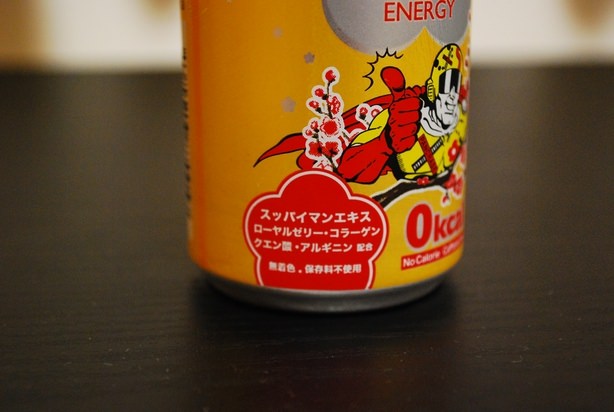 ENERGY
スッパイマンエキス
ローヤルゼリー・コラーゲン
クエン酸・アルギニン 配合
無着色。保存料不使用
0kcal
No Calorie